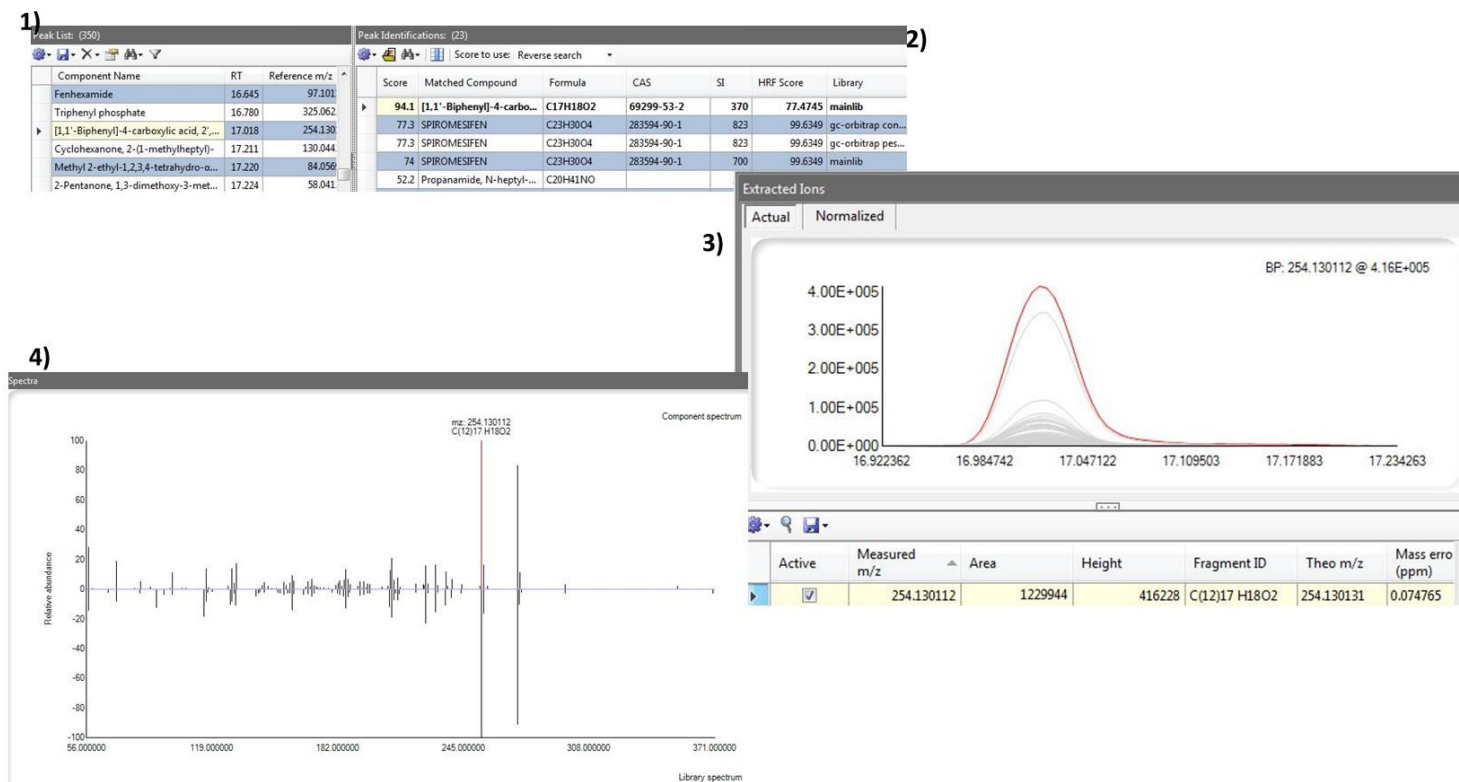 1)
Peak List: (350)
Component Name RT Reference m/z
Fenhexamide 16.645 97.101
Triphenyl phosphate 16.780 325.062
[1,1'-Biphenyl]-4-carboxylic acid, 2',... 17.018 254.130
Cyclohexanone, 2-(1-methylheptyl)- 17.211 130.044
Methyl 2-ethyl-1,2,3,4-tetrahydro-α... 17.220 84.056
2-Pentanone, 1,3-dimethoxy-3-met... 17.224 58.041
2)
Peak Identifications: (23)
Score to use: Reverse search
Score Matched Compound Formula CAS SI HRF Score Library
94.1 [1,1'-Biphenyl]-4-carbo... C17H18O2 69299-53-2 370 77.4745 mainlib
77.3 SPIROMESIFEN C23H30O4 283594-90-1 823 99.6349 gc-orbitrap con...
77.3 SPIROMESIFEN C23H30O4 283594-90-1 823 99.6349 gc-orbitrap pes...
74 SPIROMESIFEN C23H30O4 283594-90-1 700 99.6349 mainlib
52.2 Propanamide, N-heptyl-... C20H41NO
3)
Extracted Ions
Actual Normalized
BP: 254.130112 @ 4.16E+005
4.00E+005
3.00E+005
2.00E+005
1.00E+005
0.00E+000
16.922362 16.984742 17.047122 17.109503 17.171883 17.234263
Active Measured m/z Area Height Fragment ID Theo m/z Mass erro (ppm)
254.130112 1229944 416228 C(12)17 H18O2 254.130131 0.074765
4)
Spectra
Component spectrum
mz: 254.130112
C(12)17 H18O2
Relative abundance
100
80
60
40
20
0
-20
-40
-60
-80
-100
56.000000 119.000000 182.000000 245.000000 308.000000 371.000000
Library spectrum